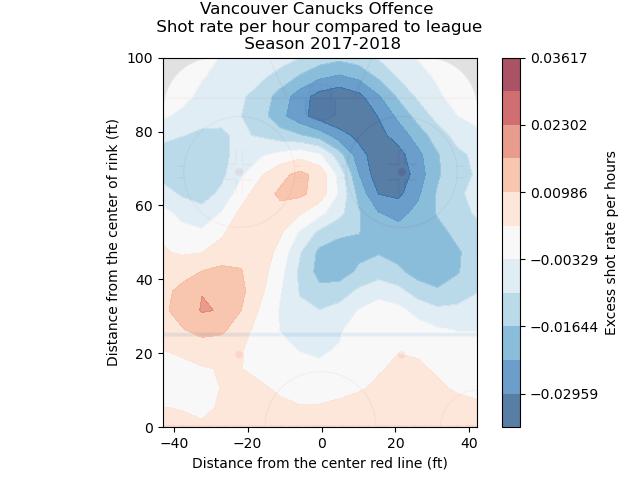 Vancouver Canucks Offence
Shot rate per hour compared to league
Season 2017-2018
100
80
60
40
20
0
−40
−20
0
20
40
Distance from the center of rink (ft)
Distance from the center red line (ft)
0.03617
0.02302
0.00986
−0.00329
−0.01644
−0.02959
Excess shot rate per hours